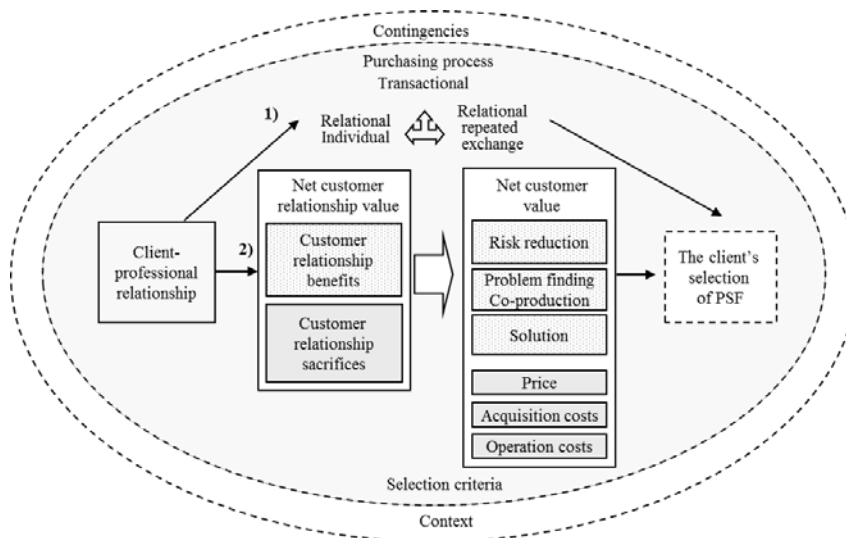 Contingencies
Purchasing process
Transactional
1)
Relational
Individual
Relational
repeated
exchange
Net customer
relationship value
Net customer
value
Client-
professional
relationship
2)
Customer
relationship
benefits
Customer
relationship
sacrifices
Risk reduction
Problem finding
Co-production
Solution
Price
Acquisition costs
Operation costs
The client's
selection
of PSF
Selection criteria
Context